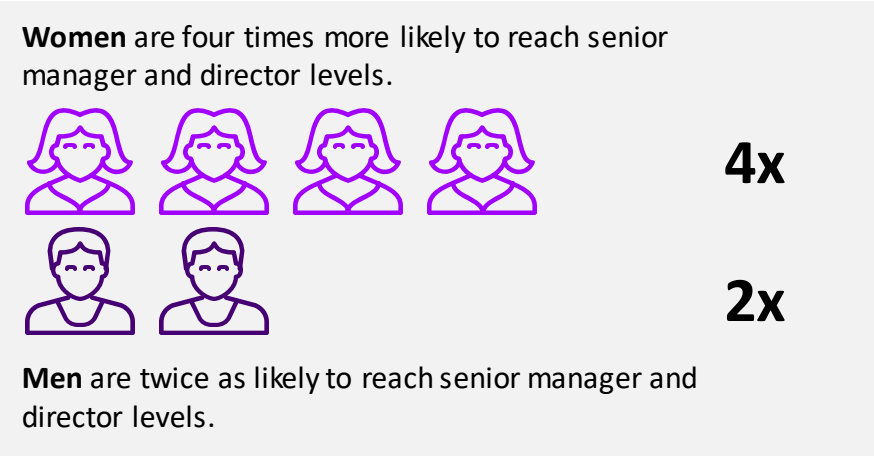 Women are four times more likely to reach senior
manager and director levels.
4x
2x
Men are twice as likely to reach senior manager and
director levels.